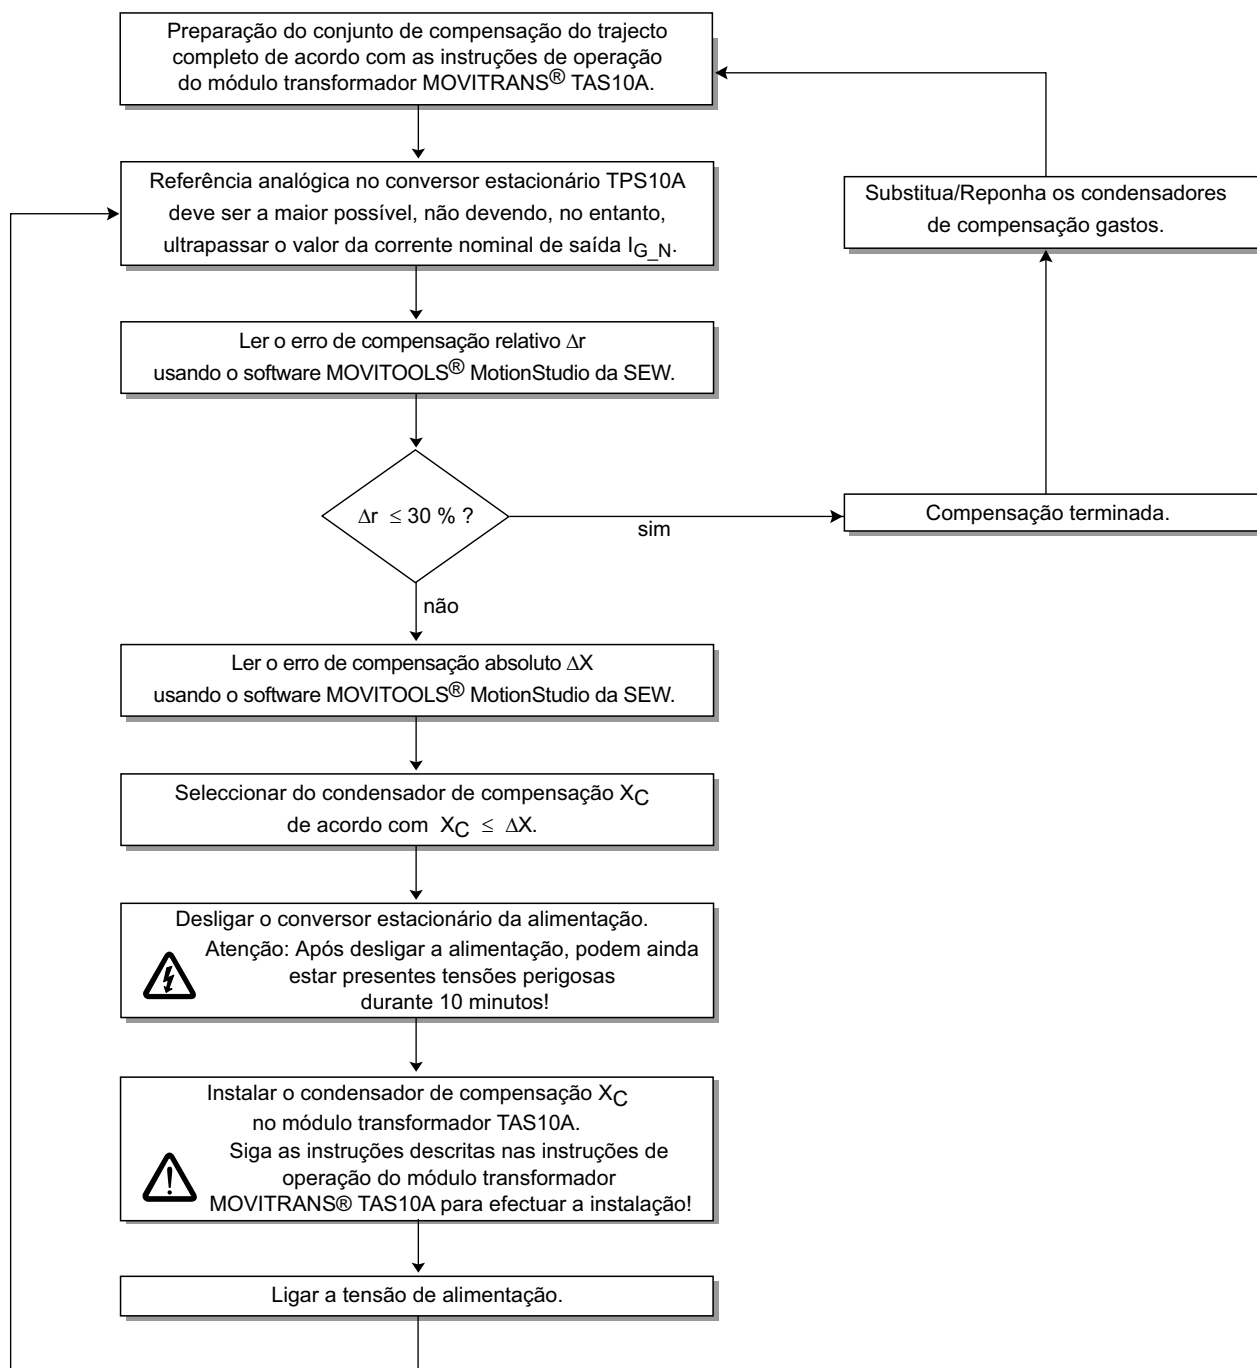 Preparação do conjunto de compensação do trajecto
completo de acordo com as instruções de operação
do módulo transformador MOVITRANS® TAS10A.
Referência analógica no conversor estacionário TPS10A
deve ser a maior possível, não devendo, no entanto,
ultrapassar o valor da corrente nominal de saída I_G_N.
Substitua/Reponha os condensadores
de compensação gastos.
Ler o erro de compensação relativo Δr
usando o software MOVITOOLS® MotionStudio da SEW.
Δr ≤ 30 % ?
sim
Compensação terminada.
não
Ler o erro de compensação absoluto ΔX
usando o software MOVITOOLS® MotionStudio da SEW.
Seleccionar do condensador de compensação X_C
de acordo com X_C ≤ ΔX.
Desligar o conversor estacionário da alimentação.
Atenção: Após desligar a alimentação, podem ainda
estar presentes tensões perigosas
durante 10 minutos!
Instalar o condensador de compensação X_C
no módulo transformador TAS10A.
Siga as instruções descritas nas instruções de
operação do módulo transformador
MOVITRANS® TAS10A para efectuar a instalação!
Ligar a tensão de alimentação.